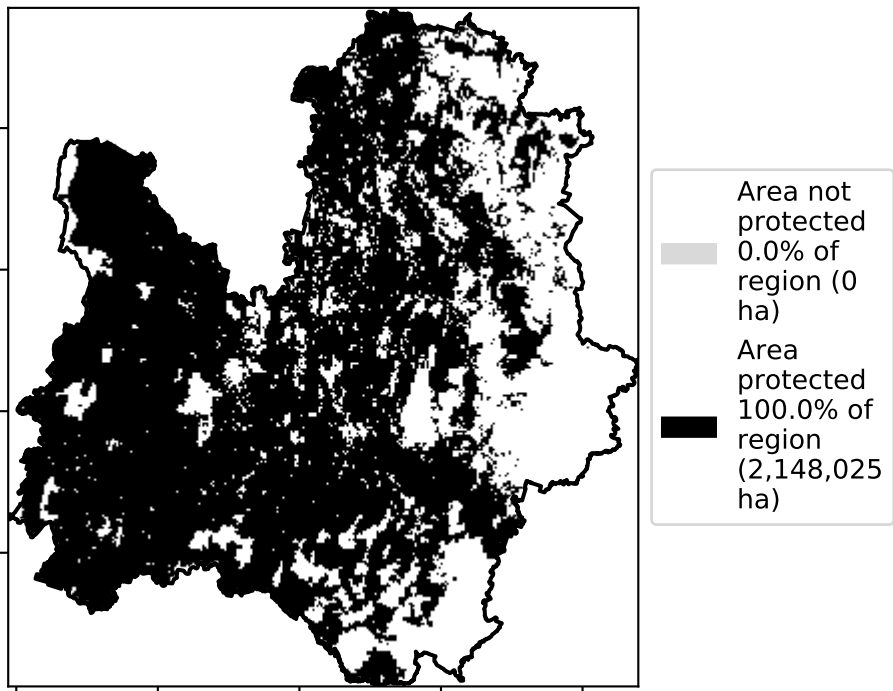 Area not
protected
0.0% of
region (0
ha)
Area
protected
100.0% of
region
(2,148,025
ha)